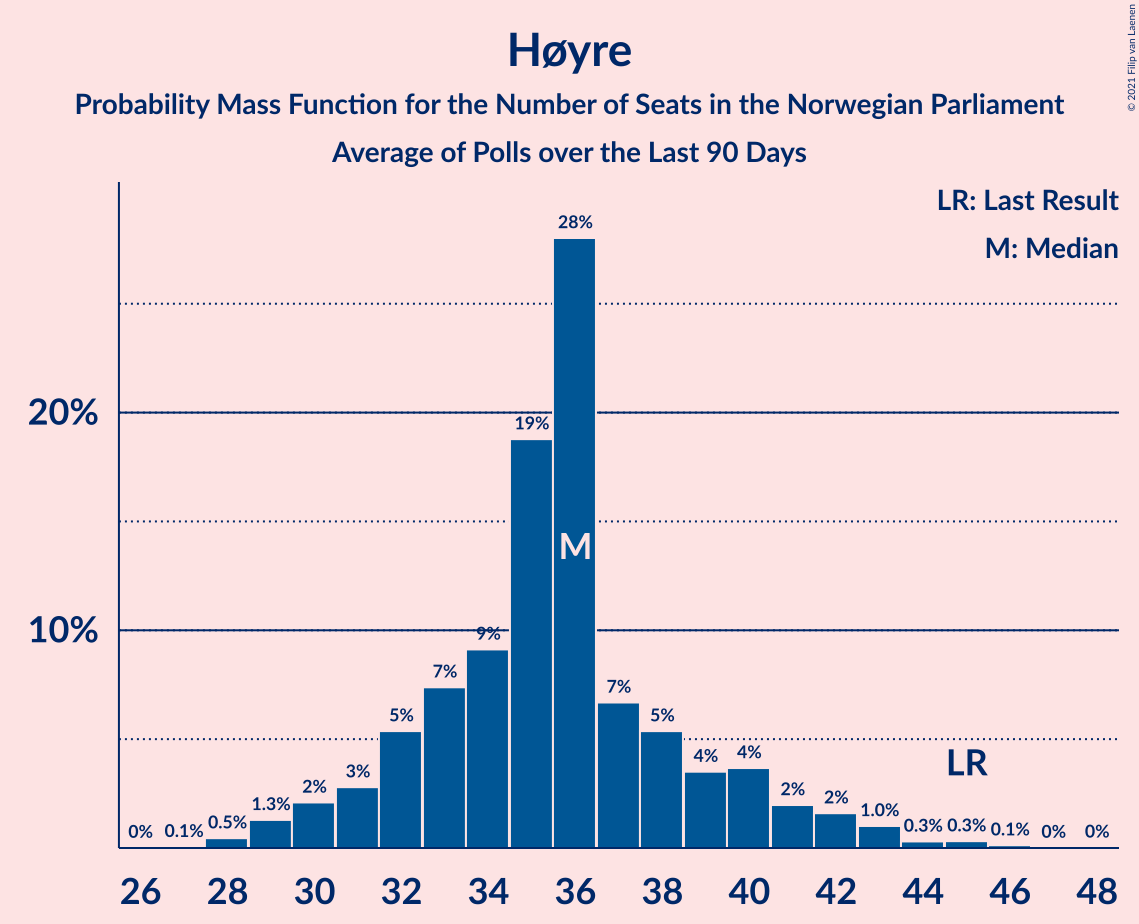 Høyre
Probability Mass Function for the Number of Seats in the Norwegian Parliament
Average of Polls over the Last 90 Days
© 2021 Filip van Laenen
LR: Last Result
M: Median
28%
20%
19%
M
10%
9%
7%
7%
5%
5%
LR
4%
4%
3%
2%
2%
2%
1.3%
1.0%
0%
0.1%
0.5%
0.3%
0.3%
0.1%
0%
0%
26 28 30 32 34 36 38 40 42 44 46 48